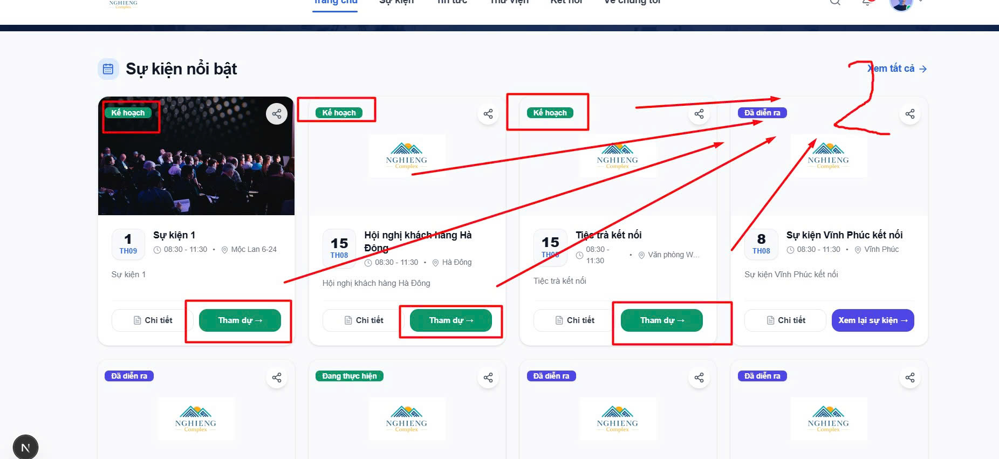 NGHIENG
Complex
Trang chủ
Sự kiện
Tin tức
Thư viện
Kết nối
Về chúng tôi
Sự kiện nổi bật
Xem tất cả →
2
Kế hoạch
1
TH09
Sự kiện 1
08:30 - 11:30 • Mộc Lan 6-24
Sự kiện 1
Chi tiết
Tham dự →
Kế hoạch
NGHIENG
Complex
15
TH08
Hội nghị khách hàng Hà
Đông
08:30 - 11:30 • Hà Đông
Hội nghị khách hàng Hà Đông
Chi tiết
Tham dự →
Kế hoạch
NGHIENG
Complex
15
TH08
Tiệc trà kết nối
08:30 -
11:30
• Văn phòng W...
Tiệc trà kết nối
Chi tiết
Tham dự →
Đã diễn ra
NGHIENG
Complex
8
TH08
Sự kiện Vĩnh Phúc kết nối
08:30 - 11:30 • Vĩnh Phúc
Sự kiện Vĩnh Phúc kết nối
Chi tiết
Xem lại sự kiện →
Đã diễn ra
NGHIENG
Complex
Đang thực hiện
NGHIENG
Complex
Đã diễn ra
NGHIENG
Complex
Đã diễn ra
NGHIENG
Complex
N